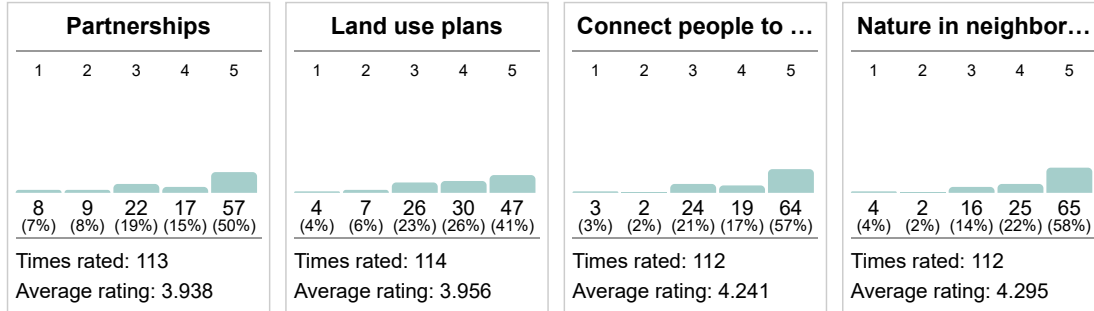 Partnerships
1 2 3 4 5
8 9 22 17 57
(7%) (8%) (19%) (15%) (50%)
Times rated: 113
Average rating: 3.938
Land use plans
1 2 3 4 5
4 7 26 30 47
(4%) (6%) (23%) (26%) (41%)
Times rated: 114
Average rating: 3.956
Connect people to …
1 2 3 4 5
3 2 24 19 64
(3%) (2%) (21%) (17%) (57%)
Times rated: 112
Average rating: 4.241
Nature in neighbor…
1 2 3 4 5
4 2 16 25 65
(4%) (2%) (14%) (22%) (58%)
Times rated: 112
Average rating: 4.295